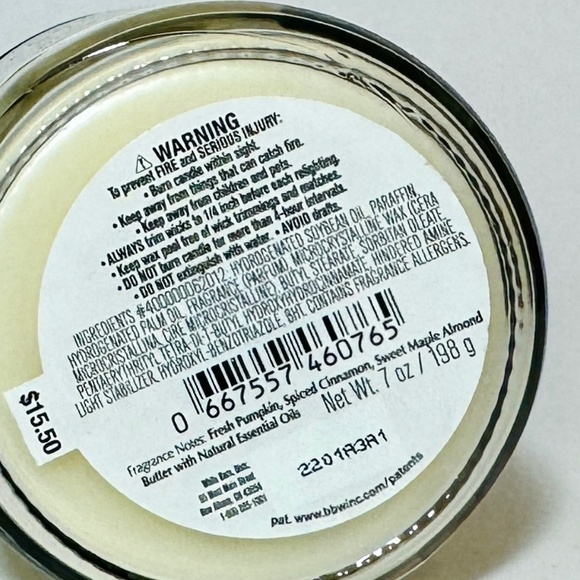 ⚠ WARNING
To prevent FIRE and SERIOUS INJURY:
• Burn candle within sight.
• Keep away from things that can catch fire.
• Keep away from children and pets.
• ALWAYS trim wicks to 1/4 inch before each relighting.
• Keep wax pool free of wick trimmings and matches
• DO NOT burn candle for more than 4-hour intervals.
• DO NOT extinguish with water. • AVOID drafts.
INGREDIENTS #4000000062012: HYDROGENATED SOYBEAN OIL, PARAFFIN,
HYDROGENATED PALM OIL, FRAGRANCE (PARFUM), MICROCRYSTALLINE WAX (CERA
MICROCRISTALLINA, CIRE MICROCRISTALLINE), BUTYL STEARATE, SORBITAN OLEATE,
PENTAERYTHRITYL TETRA-DI-T-BUTYL HYDROXYHYDROCINNAMATE, HINDERED AMINE
LIGHT STABILIZER, HYDROXYL-BENZOTRIAZOLE, BHT. CONTAINS FRAGRANCE ALLERGENS.
0 667557 460765
Fragrance Notes: Fresh Pumpkin, Spiced Cinnamon, Sweet Maple Almond
Butter with Natural Essential Oils
Net Wt. 7 oz / 198 g
$15.50
2201A3A1
Pat. www.bbwinc.com/patents